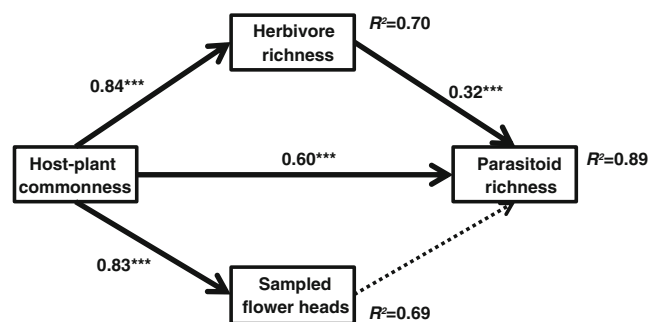 Herbivore
richness
R²=0.70
0.84***
0.32***
Host-plant
commonness
0.60***
Parasitoid
richness
R²=0.89
0.83***
Sampled
flower heads
R²=0.69